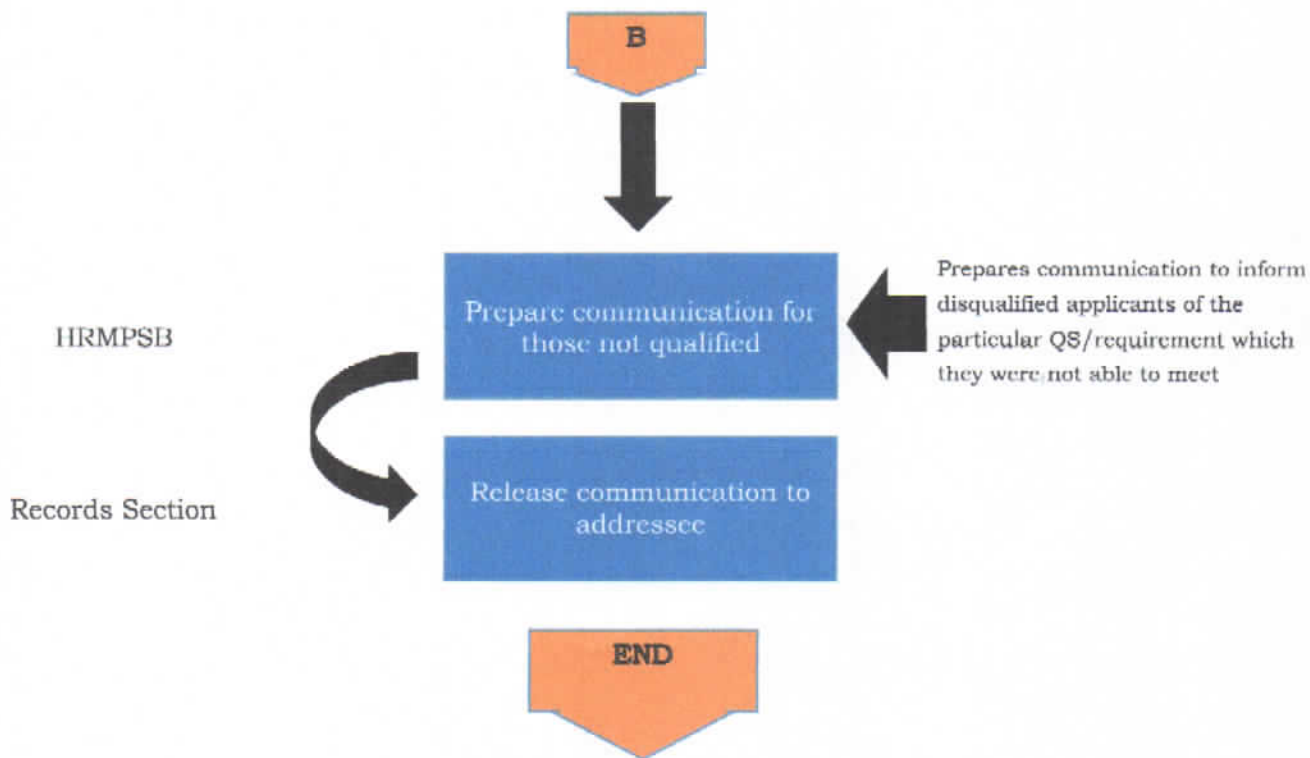 B
HRMPSB
Prepare communication for
those not qualified
Prepares communication to inform
disqualified applicants of the
particular QS/requirement which
they were not able to meet
Records Section
Release communication to
addressee
END